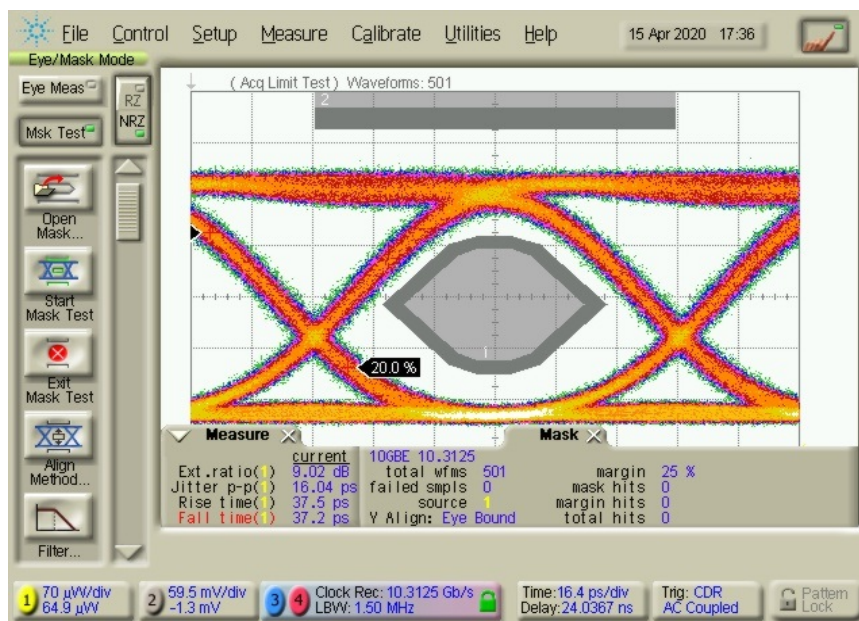 File Control Setup Measure Calibrate Utilities Help 15 Apr 2020 17:36
Eye/Mask Mode
Eye Meas
RZ
NRZ
Msk Test
Open
Mask...
Start
Mask Test
Exit
Mask Test
Align
Method...
Filter...
( Acq Limit Test ) Waveforms: 501
2
1
20.0 %
Measure
current
Ext.ratio(1) 9.02 dB
Jitter p-p(1) 16.04 ps
Rise time(1) 37.5 ps
Fall time(1) 37.2 ps
Mask
10GBE 10.3125
total wfms 501
failed smpls 0
source 1
Y Align: Eye Bound
margin 25 %
mask hits 0
margin hits 0
total hits 0
1 70 µW/div
64.9 µW
2 59.5 mV/div
-1.3 mV
3 4 Clock Rec: 10.3125 Gb/s
LBW: 1.50 MHz
Time:16.4 ps/div
Delay:24.0367 ns
Trig: CDR
AC Coupled
Pattern
Lock